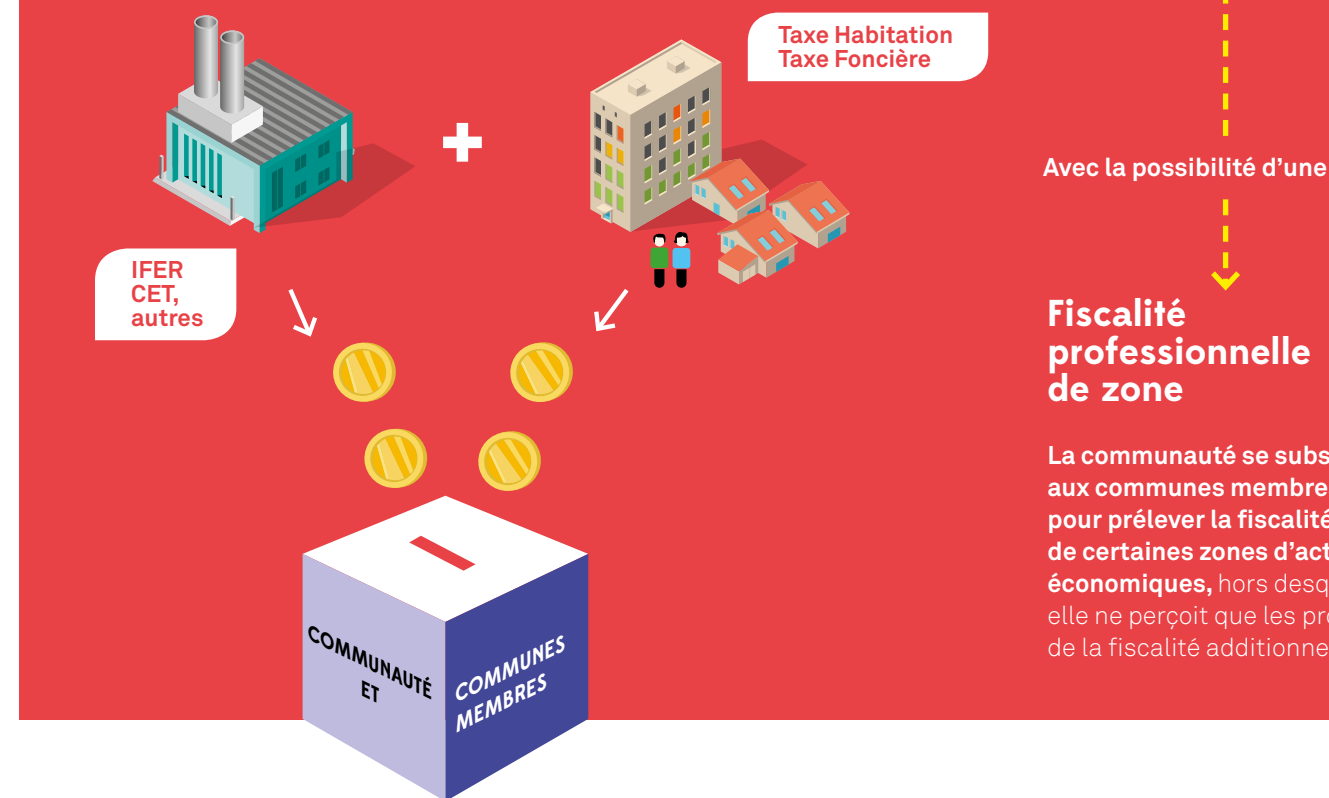 Taxe Habitation
Taxe Foncière
IFER
CET,
autres
COMMUNAUTÉ
ET
COMMUNES
MEMBRES
Avec la possibilité d’une
Fiscalité
professionnelle
de zone
La communauté se subs
aux communes membre
pour prélever la fiscalité
de certaines zones d’act
économiques, hors desq
elle ne perçoit que les pro
de la fiscalité additionne